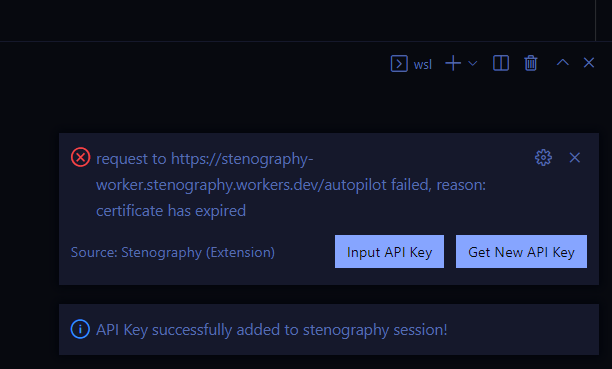 wsl
request to https://stenography-
worker.stenography.workers.dev/autopilot failed, reason:
certificate has expired
Source: Stenography (Extension)
Input API Key
Get New API Key
API Key successfully added to stenography session!